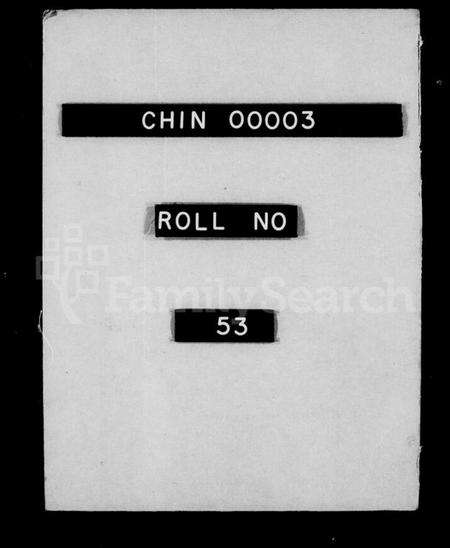 CHIN 00003
ROLL NO
FamilySearch
53